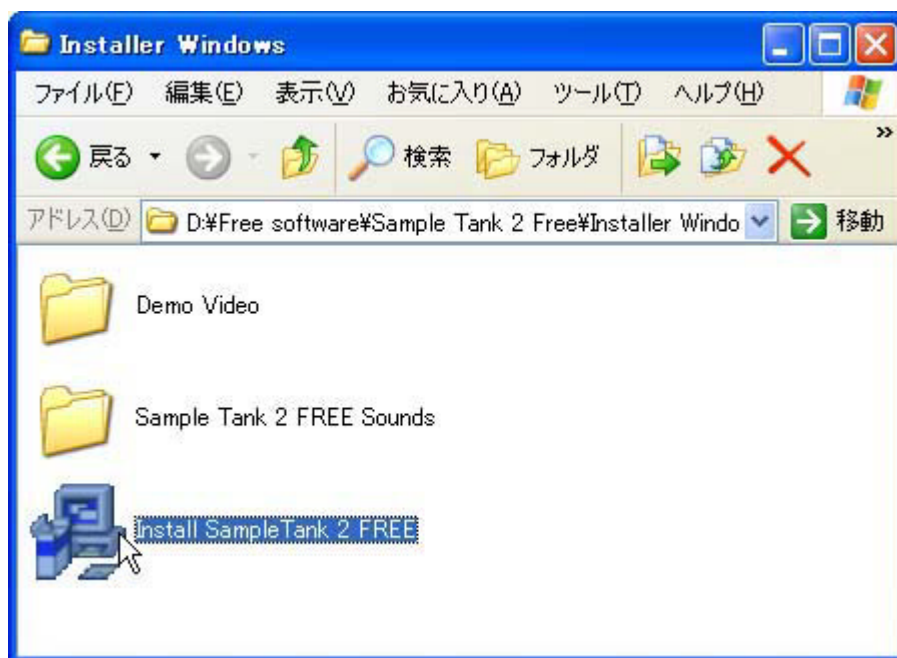 Installer Windows
ファイル(F) 編集(E) 表示(V) お気に入り(A) ツール(T) ヘルプ(H)
戻る 検索 フォルダ »
アドレス(D) D:¥Free software¥Sample Tank 2 Free¥Installer Windo 移動
Demo Video
Sample Tank 2 FREE Sounds
Install SampleTank 2 FREE